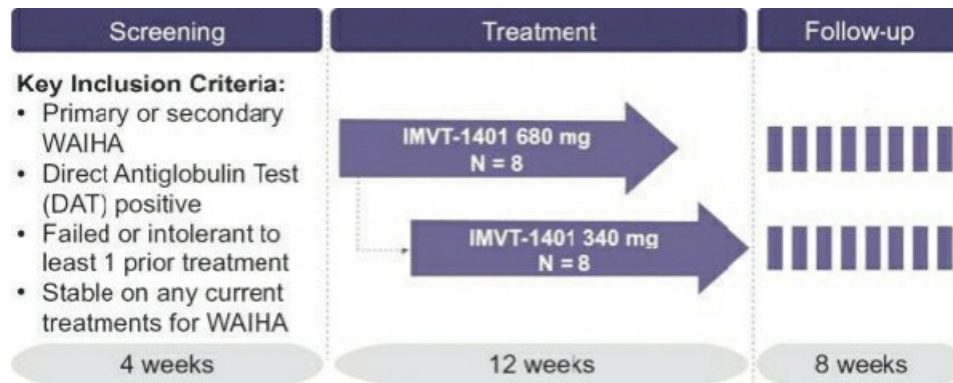 Screening
Treatment
Follow-up
Key Inclusion Criteria:
• Primary or secondary
WAIHA
• Direct Antiglobulin Test
(DAT) positive
• Failed or intolerant to
least 1 prior treatment
• Stable on any current
treatments for WAIHA
IMVT-1401 680 mg
N = 8
IMVT-1401 340 mg
N = 8
4 weeks
12 weeks
8 weeks